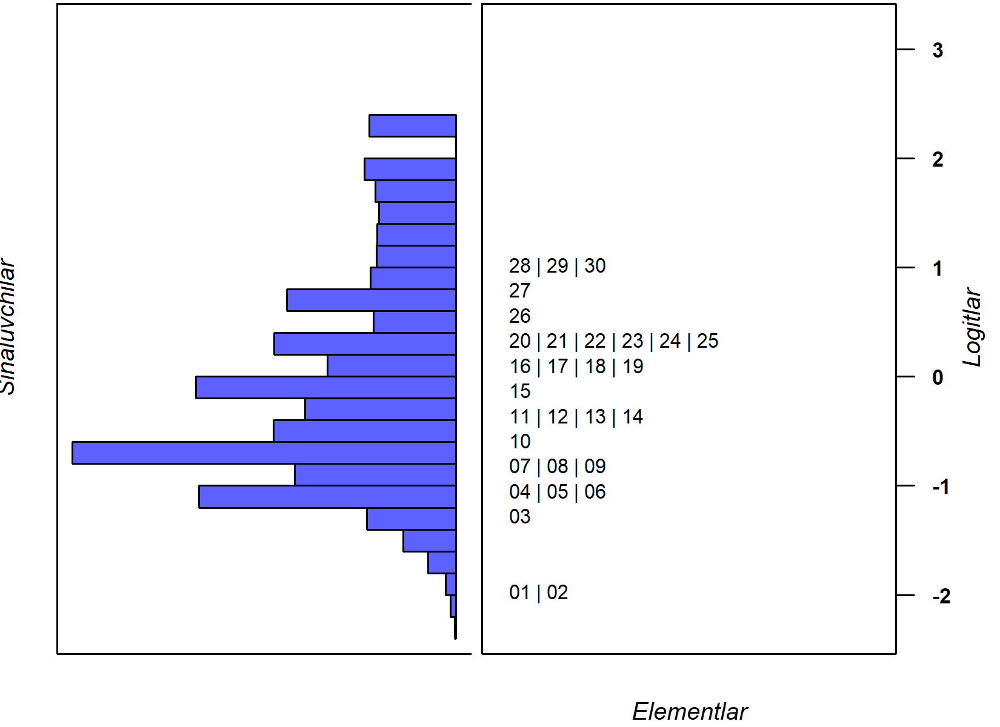 Sinaluvchilar
28 | 29 | 30
27
26
20 | 21 | 22 | 23 | 24 | 25
16 | 17 | 18 | 19
15
11 | 12 | 13 | 14
10
07 | 08 | 09
04 | 05 | 06
03
01 | 02
3
2
1
0
-1
-2
Logitlar
Elementlar